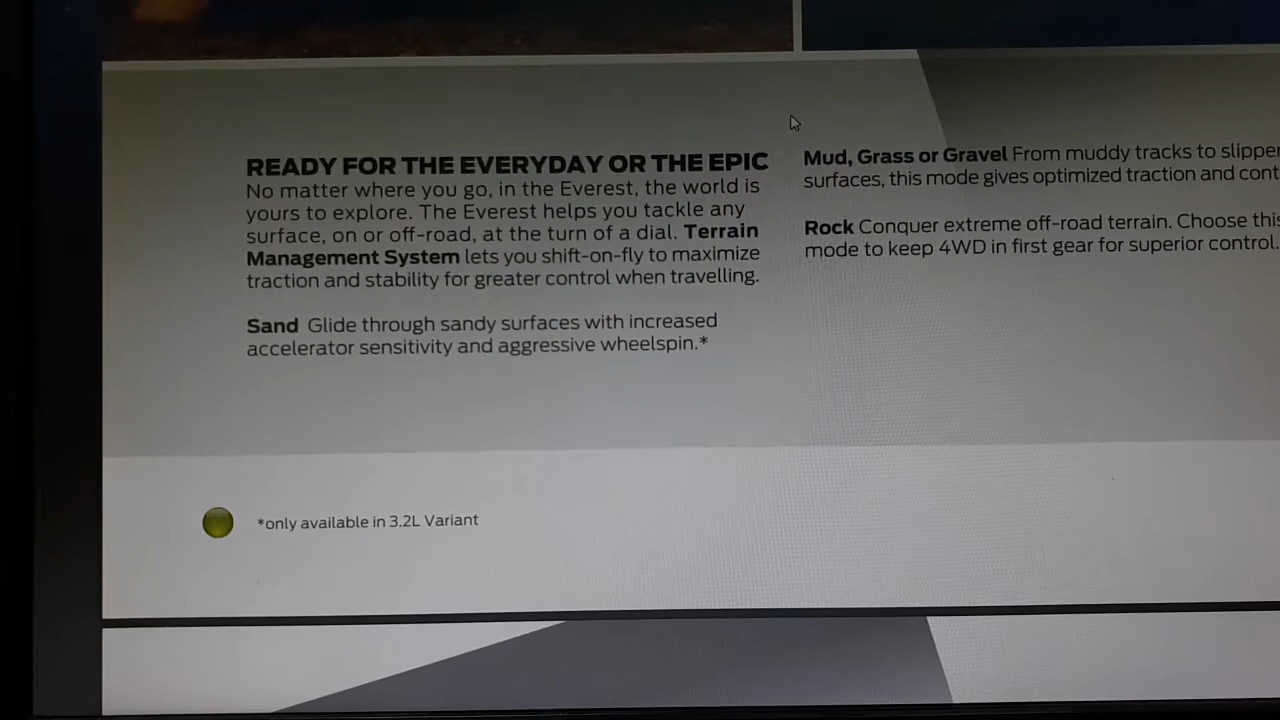 READY FOR THE EVERYDAY OR THE EPIC
No matter where you go, in the Everest, the world is
yours to explore. The Everest helps you tackle any
surface, on or off-road, at the turn of a dial. Terrain
Management System lets you shift-on-fly to maximize
traction and stability for greater control when travelling.
Sand Glide through sandy surfaces with increased
accelerator sensitivity and aggressive wheelspin.*
Mud, Grass or Gravel From muddy tracks to
surfaces, this mode gives optimized traction and
Rock Conquer extreme off-road terrain. Choose this
mode to keep 4WD in first gear for superior control.
*only available in 3.2L Variant